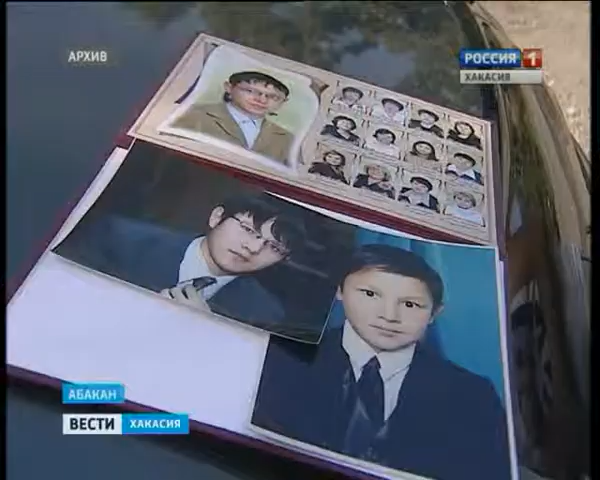 АРХИВ
РОССИЯ 1
ХАКАСИЯ
АБАКАН
ВЕСТИ ХАКАСИЯ